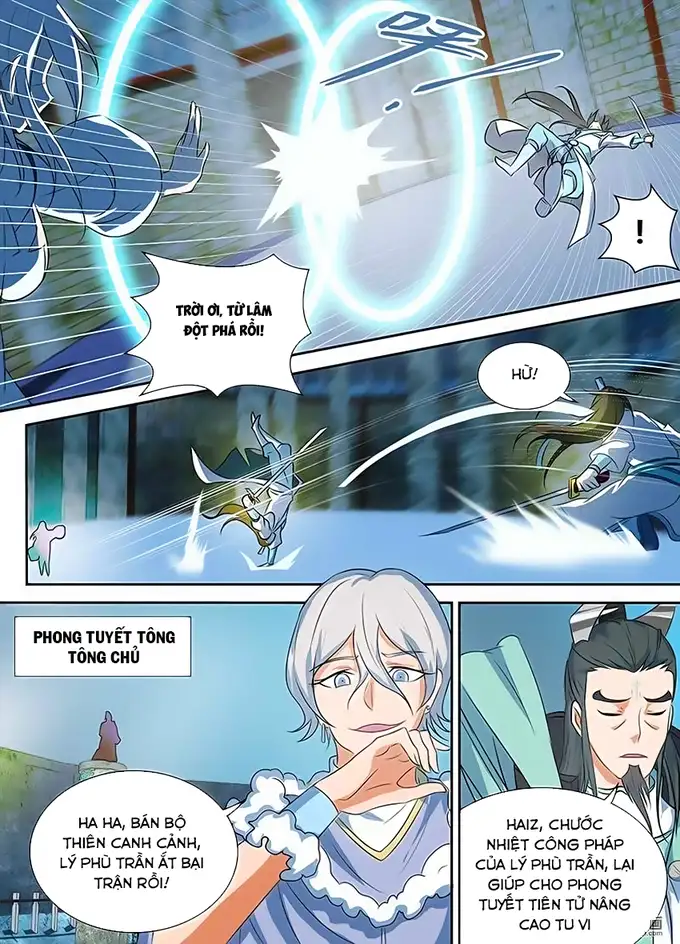 呼
!
TRỜI ƠI, TỪ LÂM
ĐỘT PHÁ RỒI!
HỪ!
PHONG TUYẾT TÔNG
TÔNG CHỦ
HA HA, BÁN BỘ
THIÊN CANH CẢNH,
LÝ PHÙ TRẦN ẮT BẠI
TRẬN RỒI!
HAIZ, CHƯỚC
NHIỆT CÔNG PHÁP
CỦA LÝ PHÙ TRẦN, LẠI
GIÚP CHO PHONG
TUYẾT TIÊN TỬ NÂNG
CAO TU VI